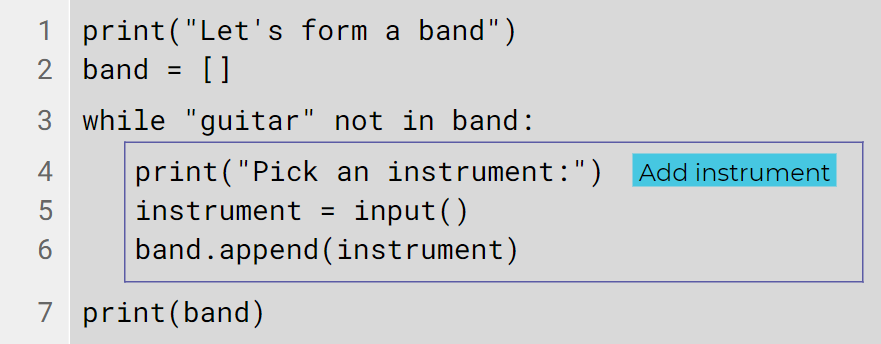 1 print("Let's form a band")
2 band = []
3 while "guitar" not in band:
4 print("Pick an instrument:") Add instrument
5 instrument = input()
6 band.append(instrument)
7 print(band)